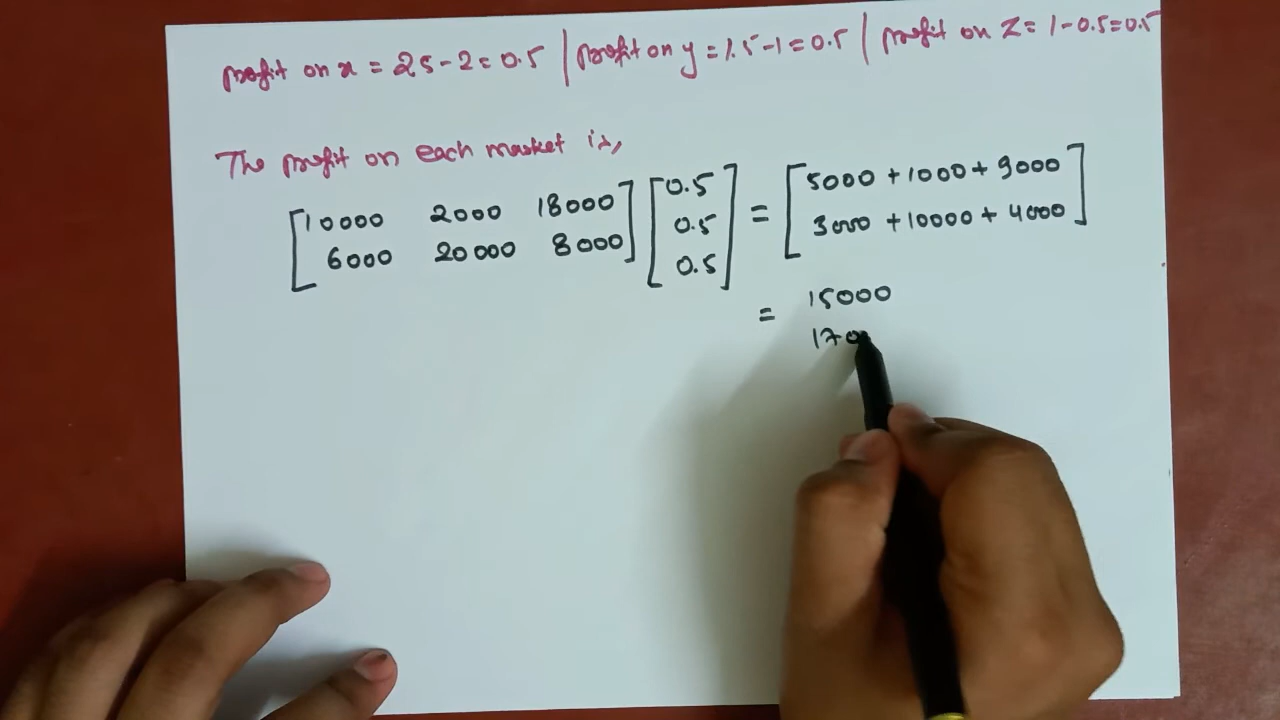 profit on x = 25 - 2 = 0.5 | profit on y = 1.5 - 1 = 0.5 | profit on Z = 1 - 0.5 = 0.5
The profit on each market is,
[10000 2000 18000] [0.5] = [5000 + 1000 + 9000]
[6000 20000 8000] [0.5] [3000 + 10000 + 4000]
[0.5]
= 15000
170